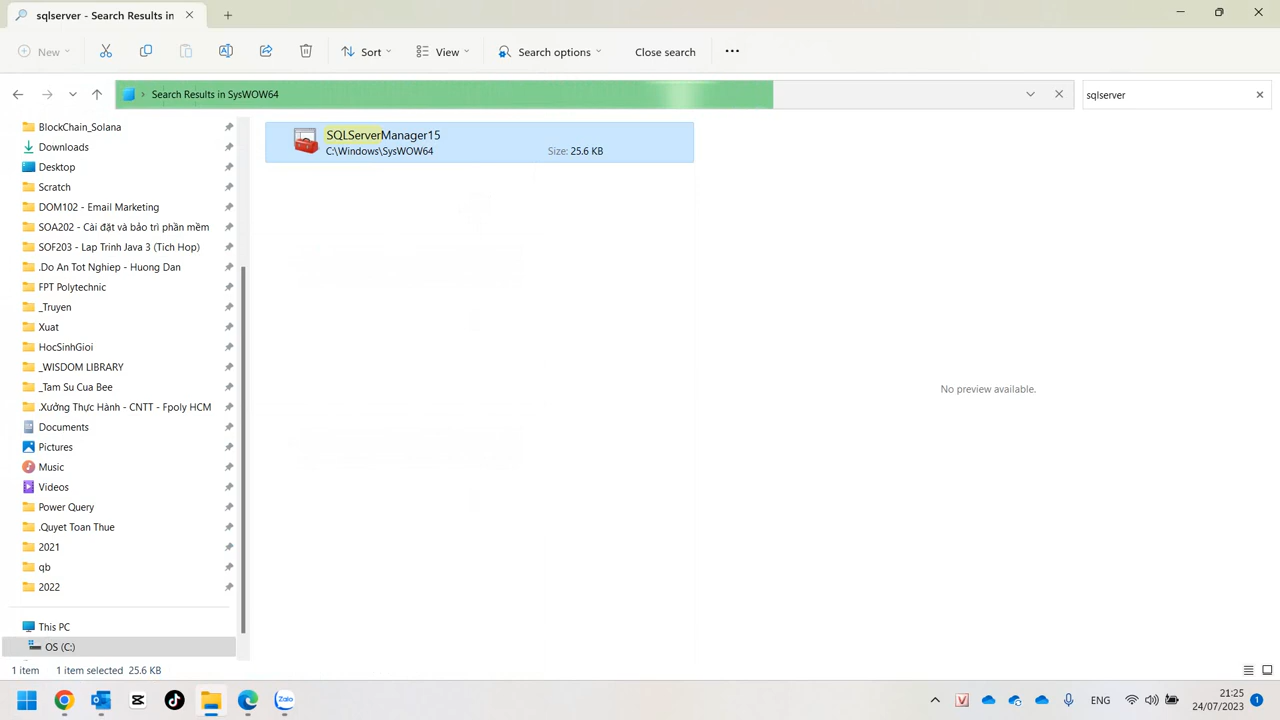 sqlserver - Search Results in
New
Sort
View
Search options
Close search
Search Results in SysWOW64
sqlserver
BlockChain_Solana
Downloads
Desktop
Scratch
DOM102 - Email Marketing
SOA202 - Cài đặt và bảo trì phần mềm
SOF203 - Lap Trinh Java 3 (Tich Hop)
.Do An Tot Nghiep - Huong Dan
FPT Polytechnic
_Truyen
Xuat
HocSinhGioi
_WISDOM LIBRARY
_Tam Su Cua Bee
.Xưởng Thực Hành - CNTT - Fpoly HCM
Documents
Pictures
Music
Videos
Power Query
.Quyet Toan Thue
2021
qb
2022
This PC
OS (C:)
SQLServerManager15
C:\Windows\SysWOW64
Size: 25.6 KB
No preview available.
1 item 1 item selected 25.6 KB
Zalo
V
ENG
21:25
24/07/2023
1